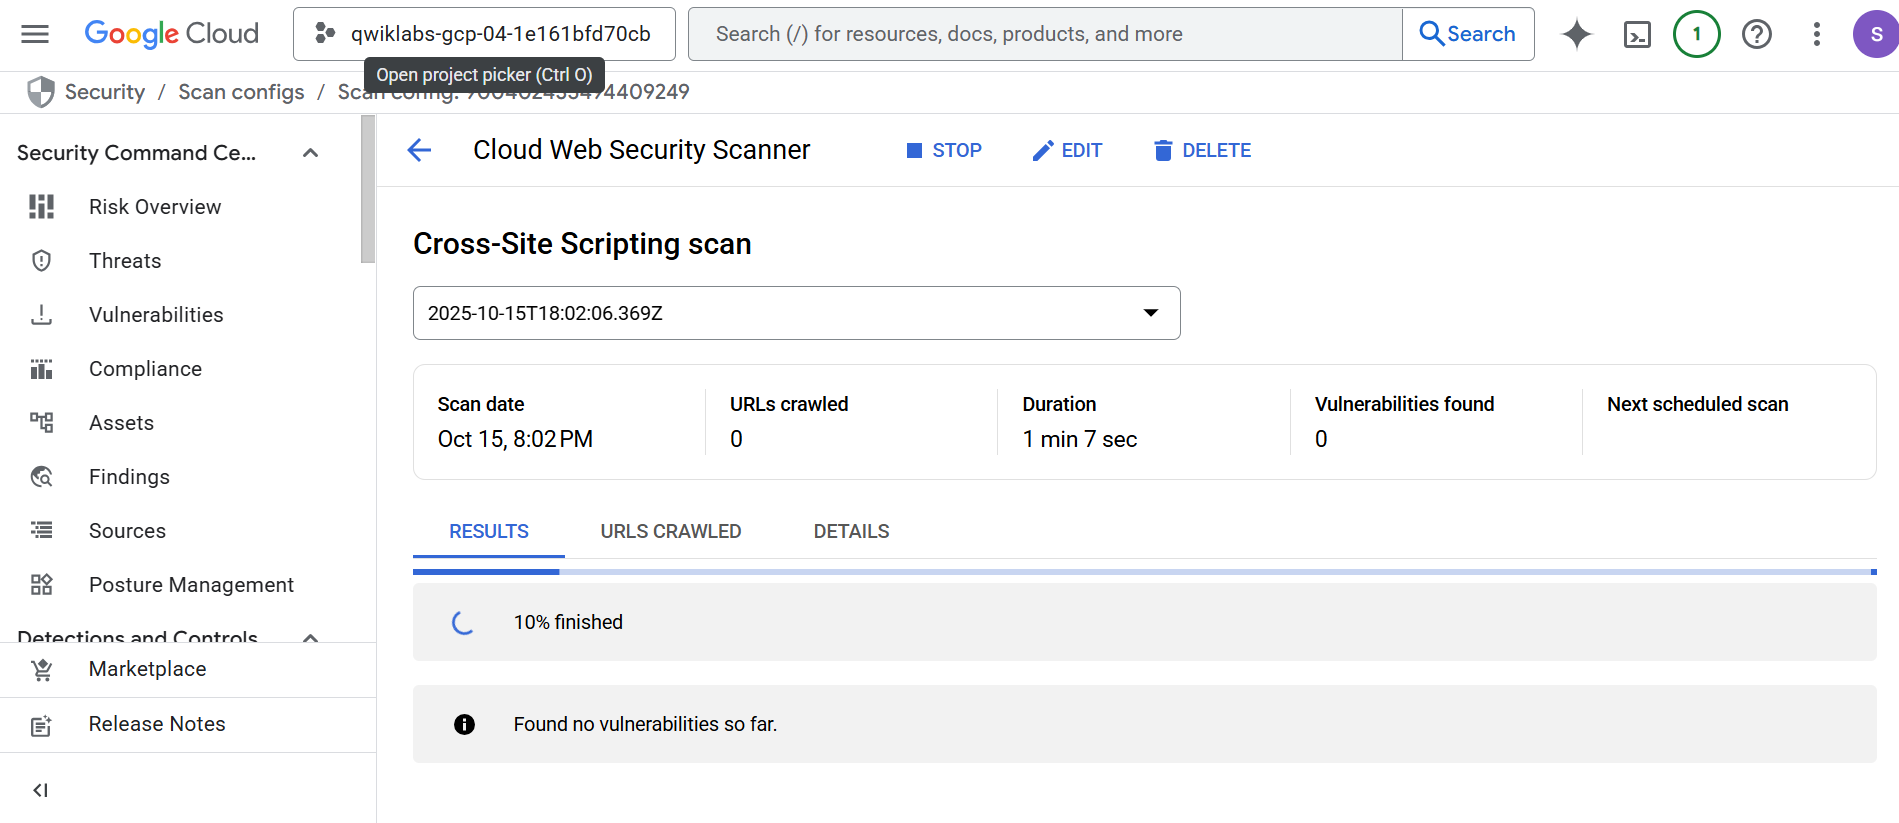 Google Cloud
qwiklabs-gcp-04-1e161bfd70cb
Search (/) for resources, docs, products, and more
Search
1
S
Open project picker (Ctrl O)
Security / Scan configs / Scan config: 900402433494409249
Security Command Ce...
Risk Overview
Threats
Vulnerabilities
Compliance
Assets
Findings
Sources
Posture Management
Detections and Controls
Marketplace
Release Notes
Cloud Web Security Scanner
STOP
EDIT
DELETE
Cross-Site Scripting scan
2025-10-15T18:02:06.369Z
Scan date
Oct 15, 8:02 PM
URLs crawled
0
Duration
1 min 7 sec
Vulnerabilities found
0
Next scheduled scan
RESULTS
URLS CRAWLED
DETAILS
10% finished
Found no vulnerabilities so far.